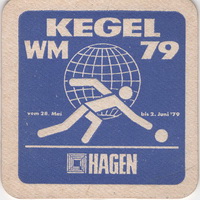 KEGEL
WM 79
vom 28. Mai bis 2. Juni '79
HAGEN